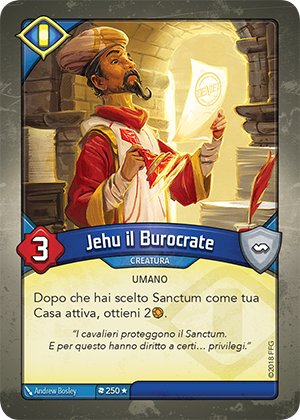 DENIED
3
Jehu il Burocrate
CREATURA
UMANO
Dopo che hai scelto Sanctum come tua
Casa attiva, ottieni 2
"I cavalieri proteggono il Sanctum.
E per questo hanno diritto a certi… privilegi."
Andrew Bosley
250
©2018 FFG